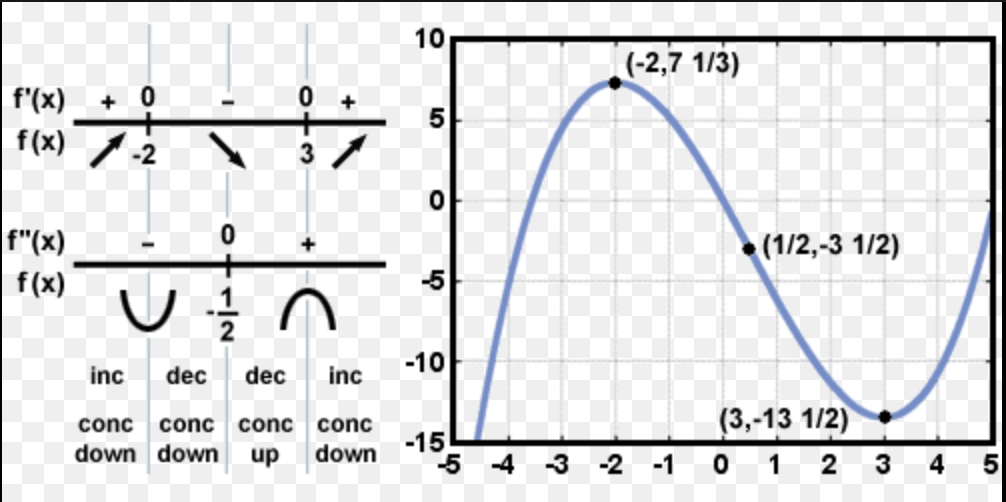 f'(x) + 0 − 0 +
f(x) -2 3
f"(x) − 0 +
f(x) -1/2
inc dec dec inc
conc conc conc conc
down down up down
10
5
0
-5
-10
-15
-5 -4 -3 -2 -1 0 1 2 3 4 5
(-2,7 1/3)
(1/2,-3 1/2)
(3,-13 1/2)